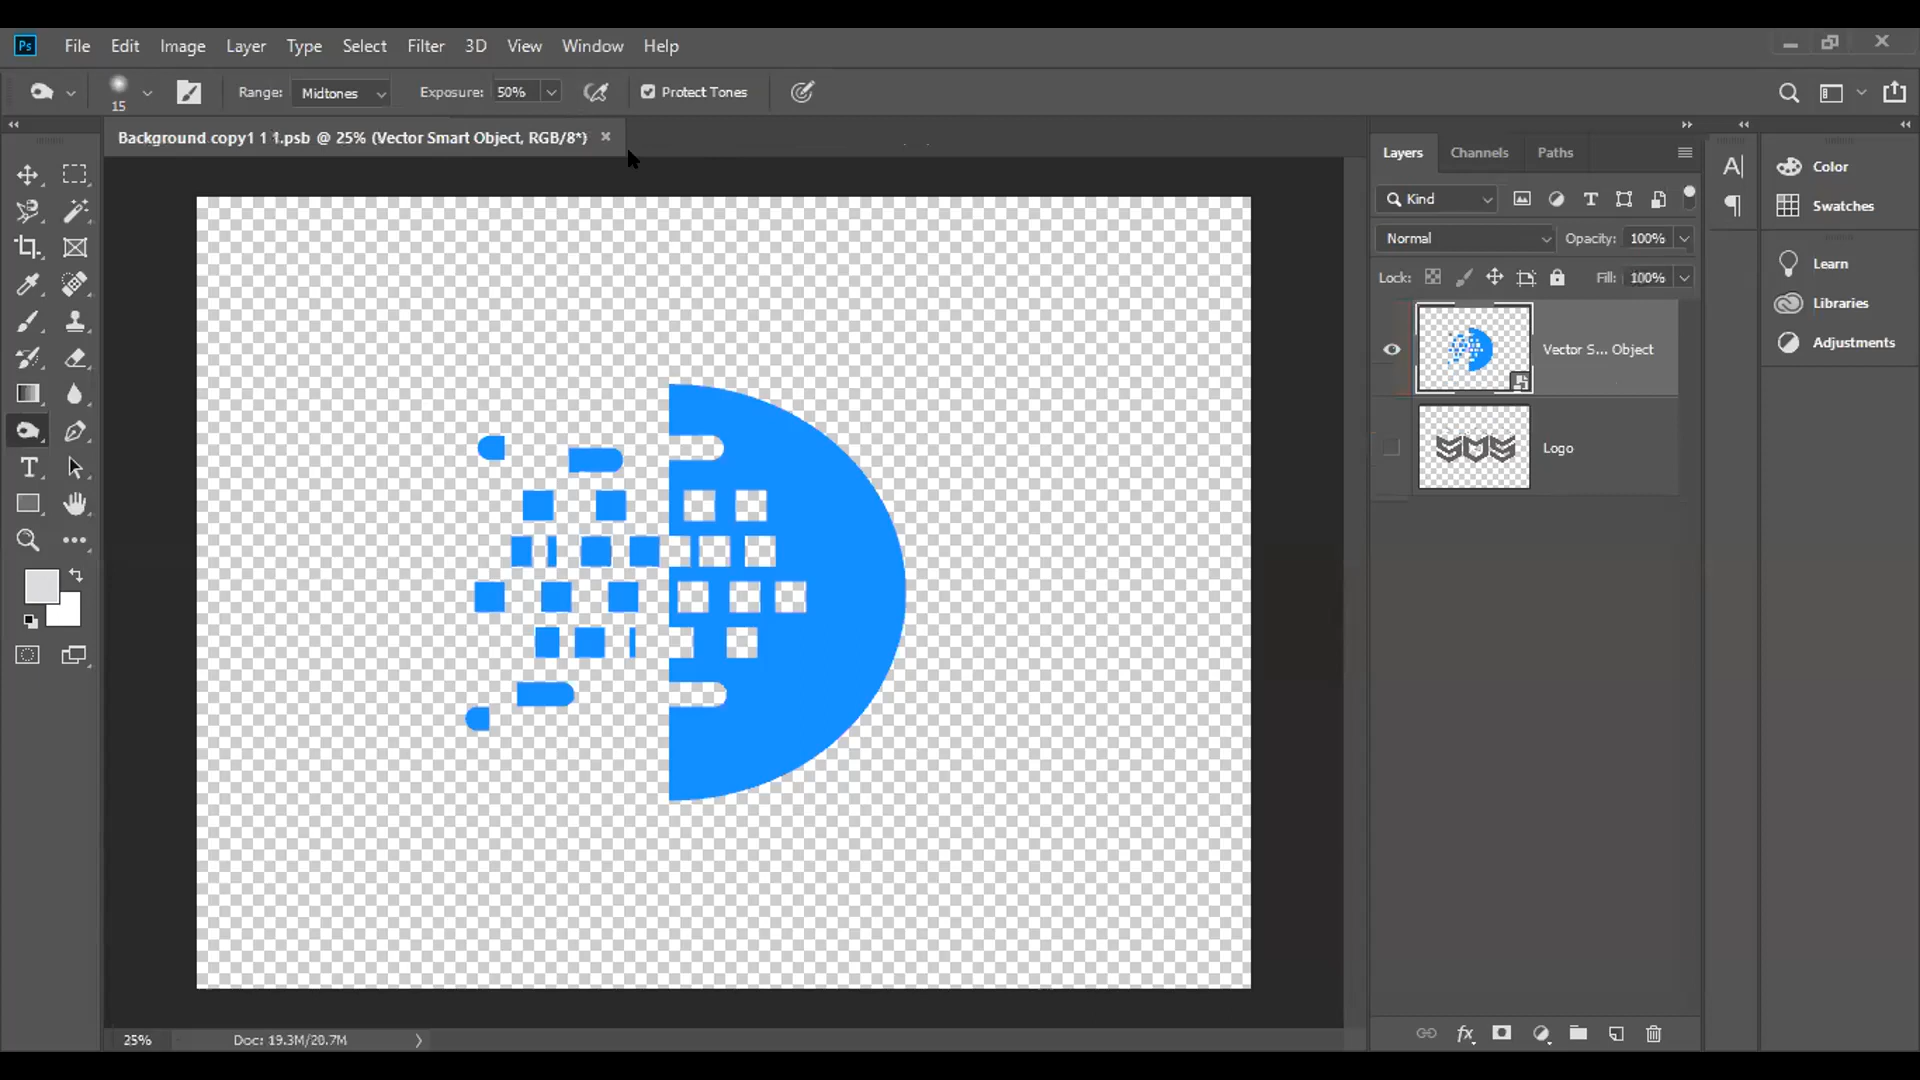 Ps File Edit Image Layer Type Select Filter 3D View Window Help
15 Range: Midtones Exposure: 50% Protect Tones
Background copy1 1 1.psb @ 25% (Vector Smart Object, RGB/8*)
Layers Channels Paths
Kind
Normal Opacity: 100%
Lock: Fill: 100%
Vector S... Object
Logo
Color
Swatches
Learn
Libraries
Adjustments
25% Doc: 19.3M/20.7M